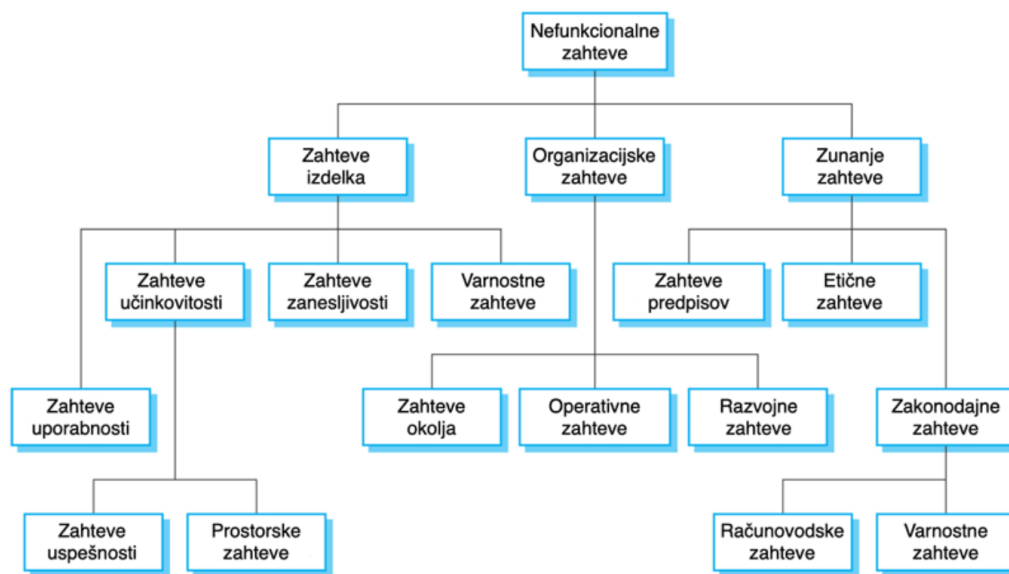 Nefunkcionalne
zahteve
Zahteve
izdelka
Organizacijske
zahteve
Zunanje
zahteve
Zahteve
učinkovitosti
Zahteve
zanesljivosti
Varnostne
zahteve
Zahteve
predpisov
Etične
zahteve
Zahteve
uporabnosti
Zahteve
okolja
Operativne
zahteve
Razvojne
zahteve
Zakonodajne
zahteve
Zahteve
uspešnosti
Prostorske
zahteve
Računovodske
zahteve
Varnostne
zahteve